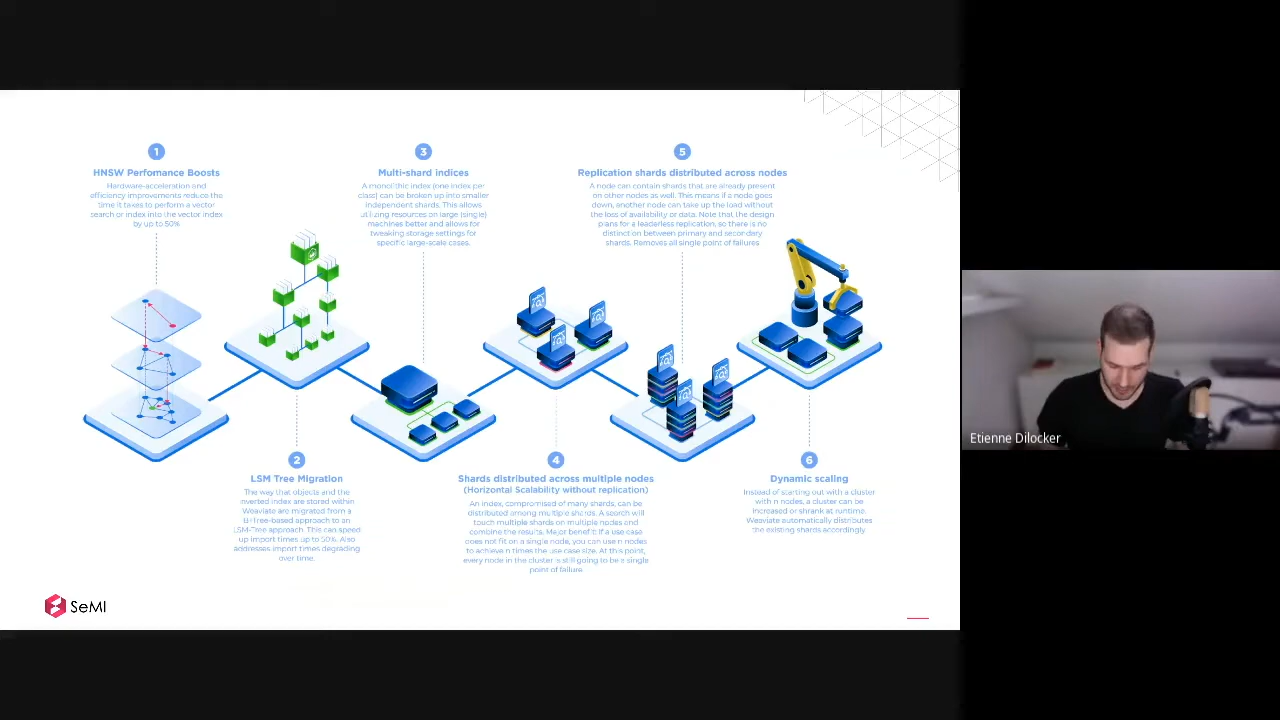 1
HNSW Perfomance Boosts
Hardware-acceleration and
efficiency improvements reduce the
time it takes to perform a vector
search or index into the vector index
by up to 50%
3
Multi-shard indices
A monolithic index (one index per
class) can be broken up into smaller
independent shards. This allows
utilizing resources on large (single)
machines better and allows for
tweaking storage settings for
specific large-scale cases.
5
Replication shards distributed across nodes
A node can contain shards that are already present
on other nodes as well. This means if a node goes
down, another node can take up the load without
the loss of availability or data. Note that the design
plans for a leaderless replication, so there is no
distinction between primary and secondary
shards. Removes all single point of failures
2
LSM Tree Migration
The way that objects and the
inverted index are stored within
Weaviate are migrated from a
B+Tree-based approach to an
LSM-Tree approach. This can speed
up import times up to 50%. Also
addresses import times degrading
over time.
4
Shards distributed across multiple nodes
(Horizontal Scalability without replication)
An index, compromised of many shards, can be
distributed among multiple shards. A search will
touch multiple shards on multiple nodes and
combine the results. Major benefit: If a use case
does not fit on a single node, you can use n nodes
to achieve n times the use case size. At this point,
every node in the cluster is still going to be a single
point of failure.
6
Dynamic scaling
Instead of starting out with a cluster
with n nodes, a cluster can be
increased or shrank at runtime.
Weaviate automatically distributes
the existing shards accordingly.
SeMI
Etienne Dilocker